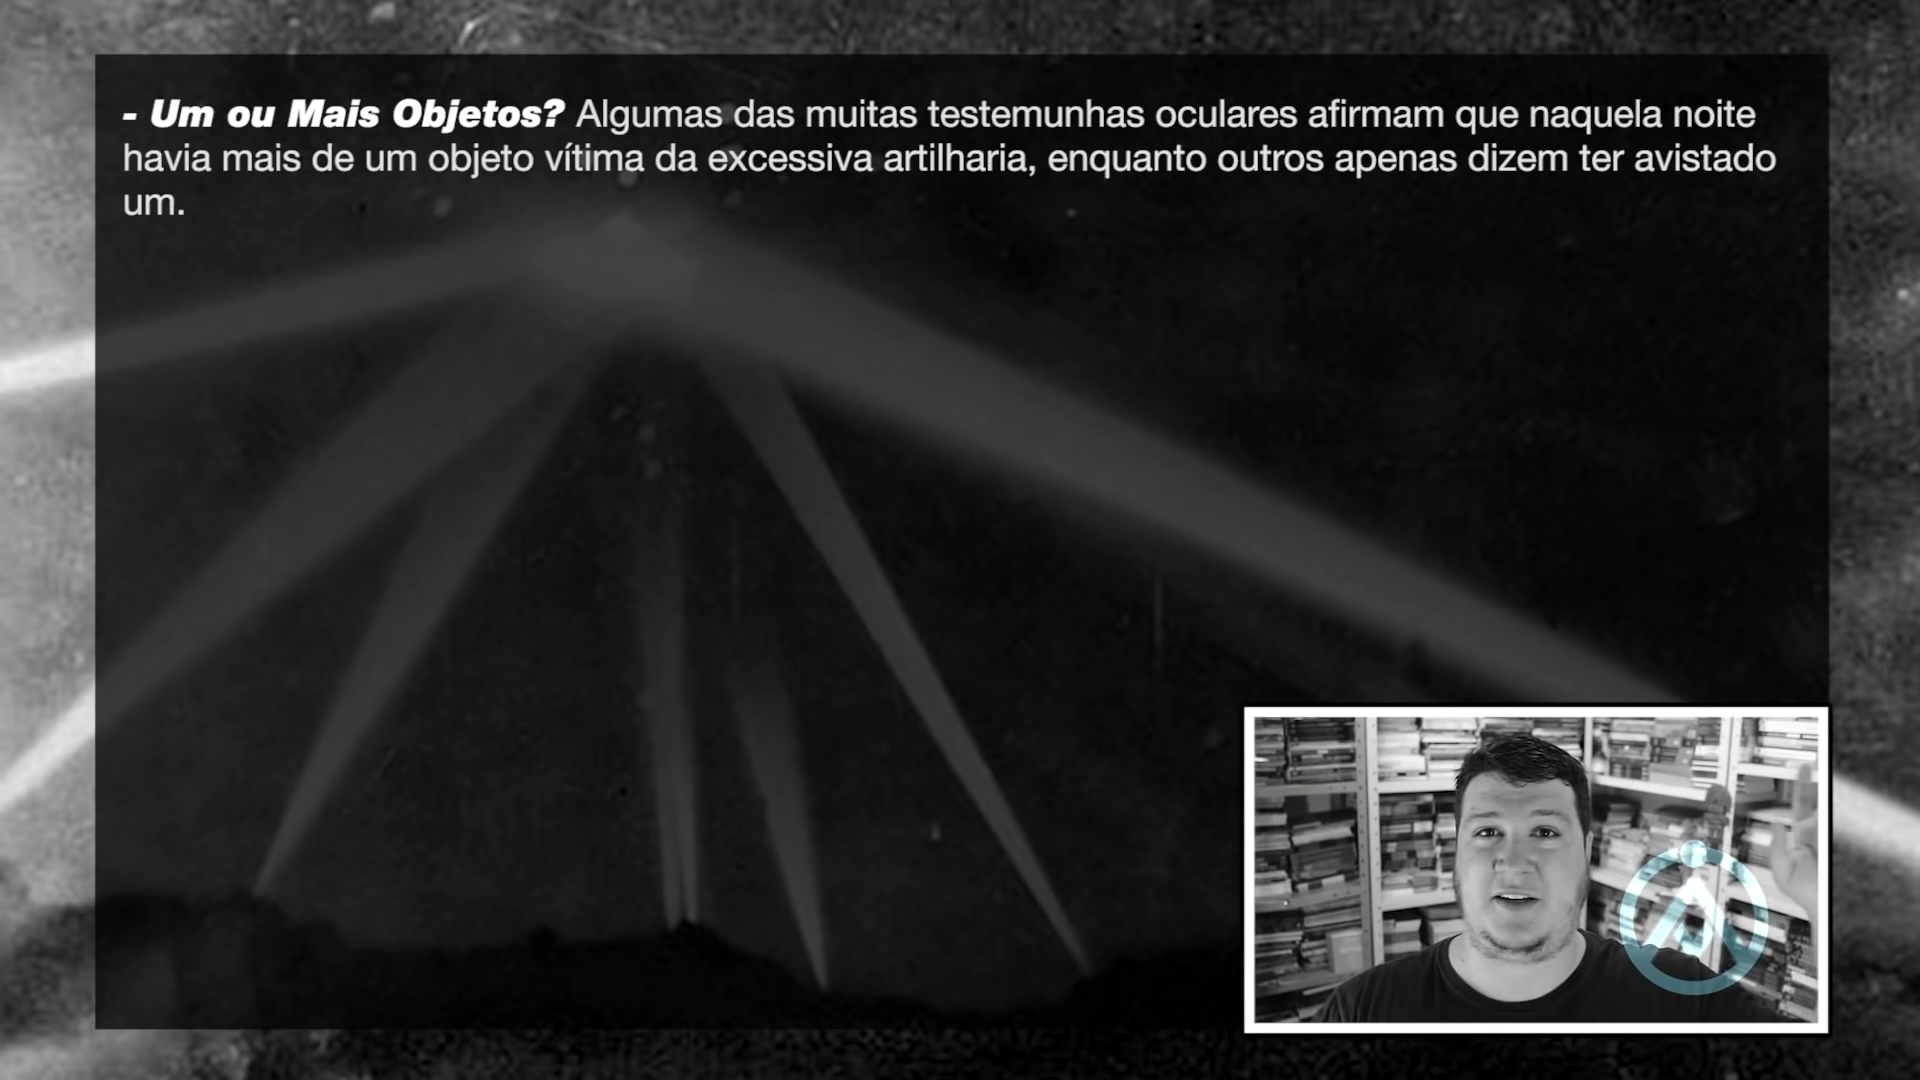 - Um ou Mais Objetos? Algumas das muitas testemunhas oculares afirmam que naquela noite
havia mais de um objeto vítima da excessiva artilharia, enquanto outros apenas dizem ter avistado
um.